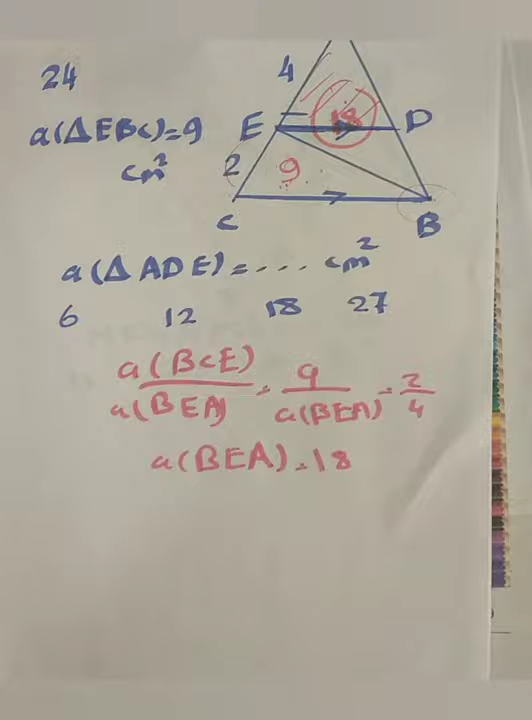 24
4
a(ΔEBC)=9
cm²
E
18
D
2
9
C
B
a(ΔADE)=.... cm²
6 12 18 27
a(BCE)/a(BEA) = 9/a(BEA) = 2/4
a(BEA)=18